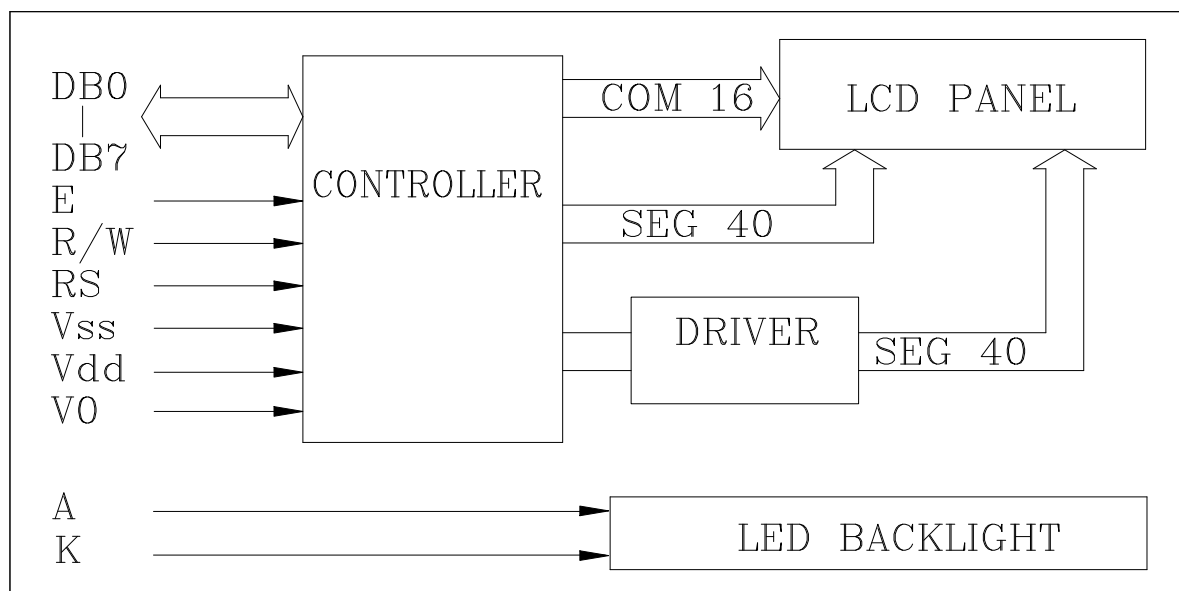 DB0
|
DB7
E
R/W
RS
Vss
Vdd
V0
A
K
CONTROLLER
COM 16
SEG 40
DRIVER
SEG 40
LCD PANEL
LED BACKLIGHT